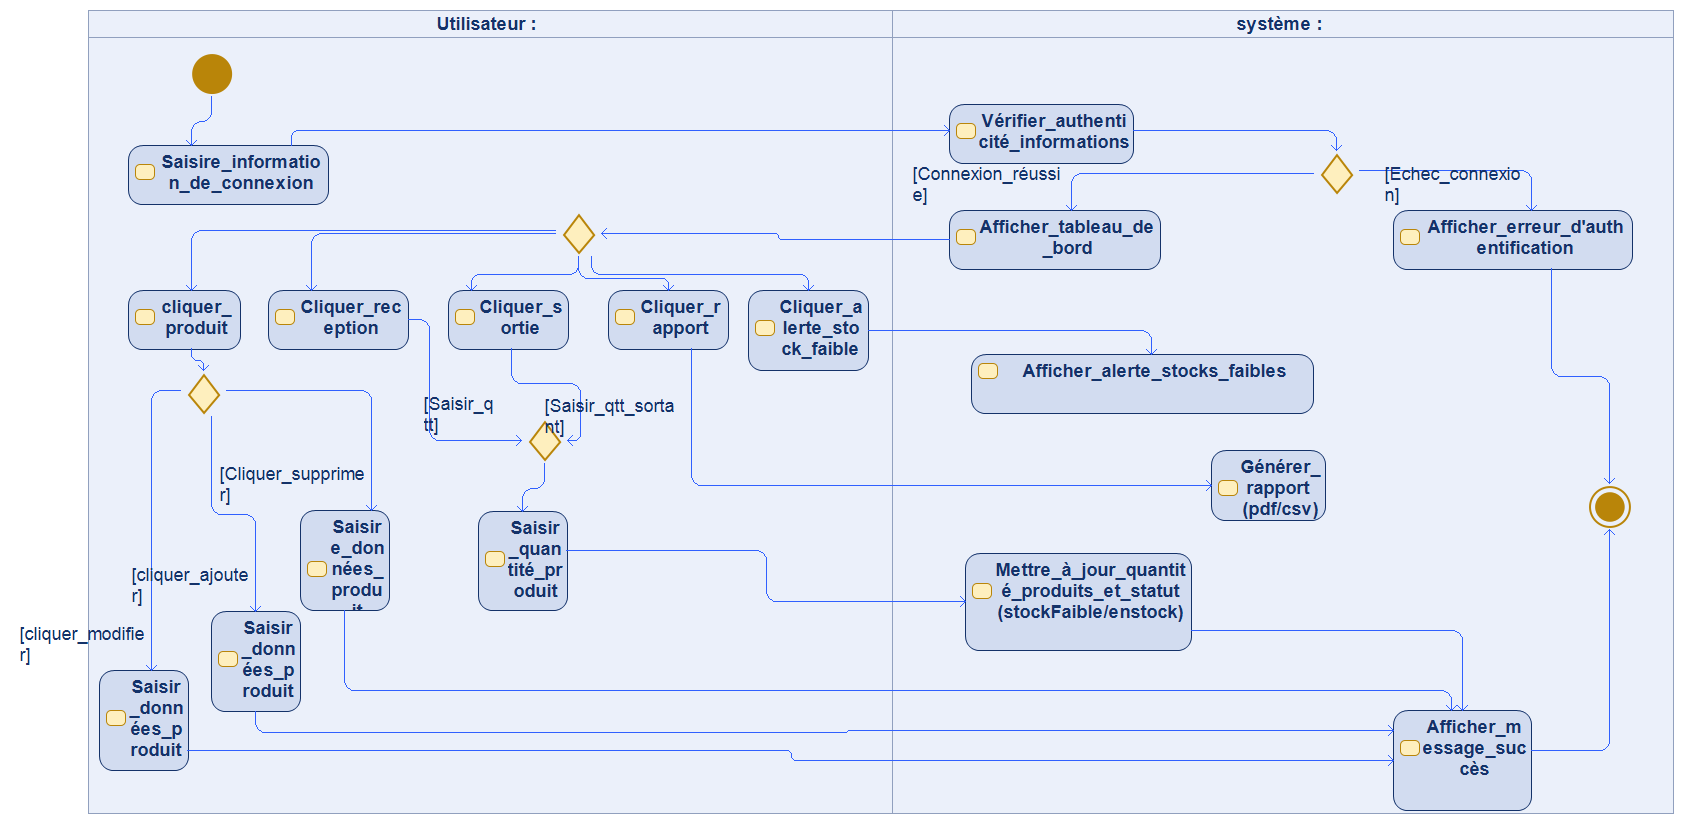 Utilisateur :
système :
Saisire_informatio
n_de_connexion
Vérifier_authenti
cité_informations
[Connexion_réussi
e]
[Echec_connexio
n]
Afficher_tableau_de
_bord
Afficher_erreur_d'auth
entification
cliquer_
produit
Cliquer_rec
eption
Cliquer_s
ortie
Cliquer_r
apport
Cliquer_a
lerte_sto
ck_faible
Afficher_alerte_stocks_faibles
[Saisir_q
tt]
[Saisir_qtt_sorta
nt]
[Cliquer_supprime
r]
Générer_
rapport
(pdf/csv)
Saisir
e_don
nées_
produ
it
Saisir
_quan
tité_pr
oduit
[cliquer_ajoute
r]
Mettre_à_jour_quantit
é_produits_et_statut
(stockFaible/enstock)
[cliquer_modifie
r]
Saisir
_donn
ées_p
roduit
Saisir
_donn
ées_p
roduit
Afficher_m
essage_suc
cès